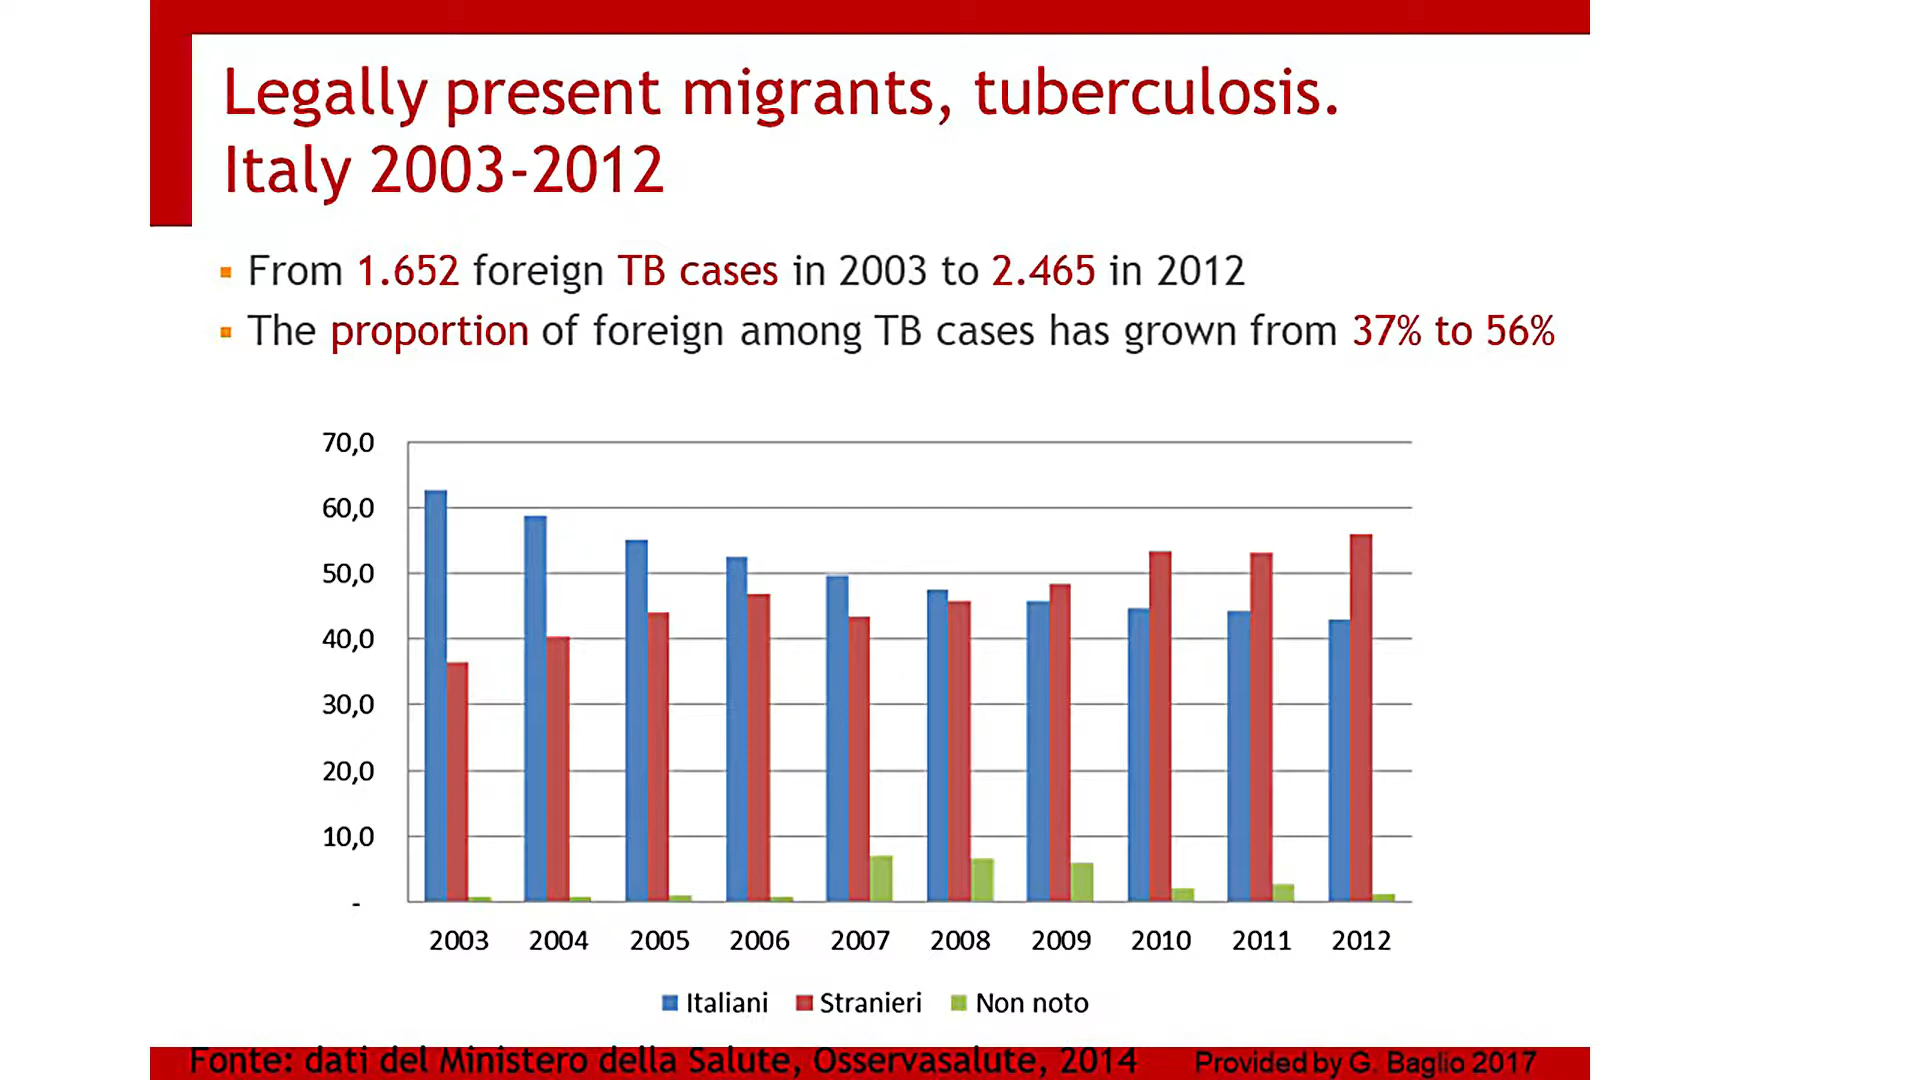 Legally present migrants, tuberculosis.
Italy 2003-2012
From 1.652 foreign TB cases in 2003 to 2.465 in 2012
The proportion of foreign among TB cases has grown from 37% to 56%
70,0
60,0
50,0
40,0
30,0
20,0
10,0
-
2003 2004 2005 2006 2007 2008 2009 2010 2011 2012
Italiani Stranieri Non noto
Fonte: dati del Ministero della Salute, Osservasalute, 2014 Provided by G. Baglio 2017